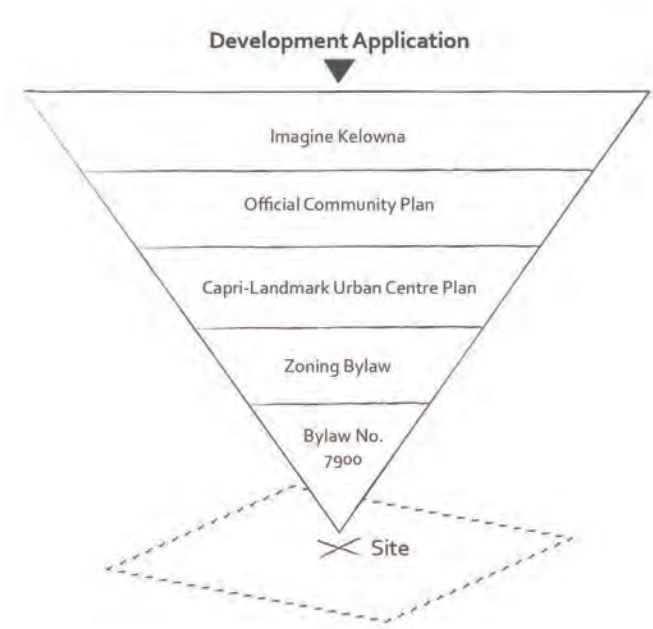 Development Application
Imagine Kelowna
Official Community Plan
Capri-Landmark Urban Centre Plan
Zoning Bylaw
Bylaw No.
7900
Site